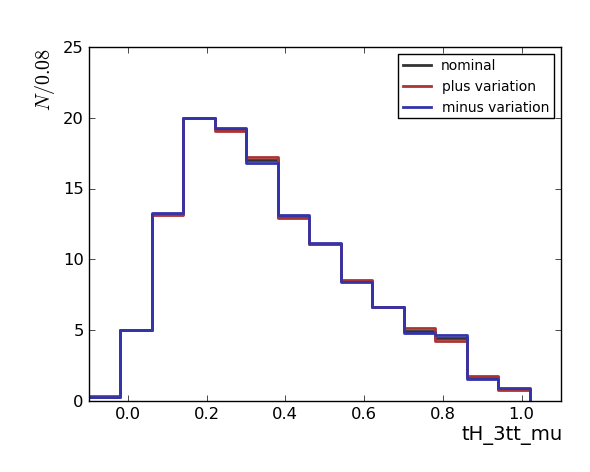 N/0.08
25
20
15
10
5
0
nominal
plus variation
minus variation
0.0 0.2 0.4 0.6 0.8 1.0
tH_3tt_mu